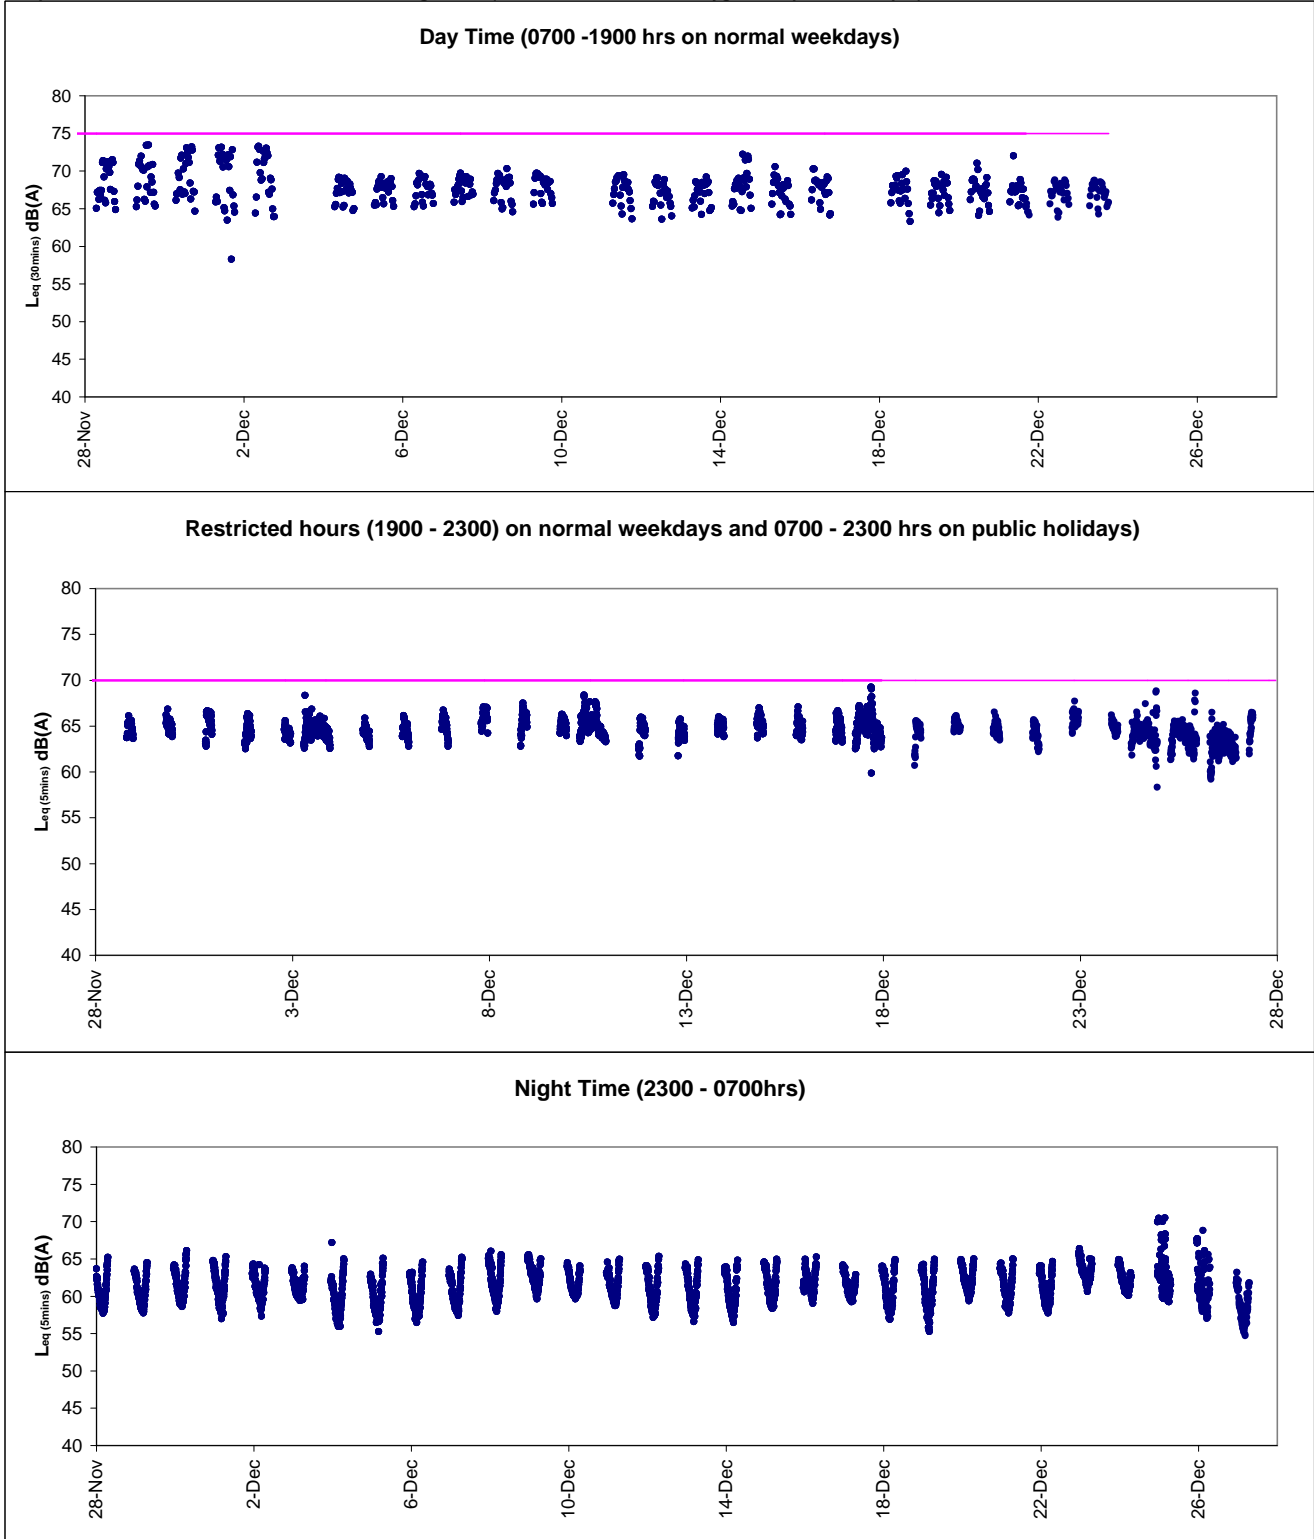 Day Time (0700 -1900 hrs on normal weekdays)
80
75
70
65
60
55
50
45
40
Leq (30mins) dB(A)
28-Nov
2-Dec
6-Dec
10-Dec
14-Dec
18-Dec
22-Dec
26-Dec
Restricted hours (1900 - 2300) on normal weekdays and 0700 - 2300 hrs on public holidays)
80
75
70
65
60
55
50
45
40
Leq (5mins) dB(A)
28-Nov
3-Dec
8-Dec
13-Dec
18-Dec
23-Dec
28-Dec
Night Time (2300 - 0700hrs)
80
75
70
65
60
55
50
45
40
Leq (5mins) dB(A)
28-Nov
2-Dec
6-Dec
10-Dec
14-Dec
18-Dec
22-Dec
26-Dec